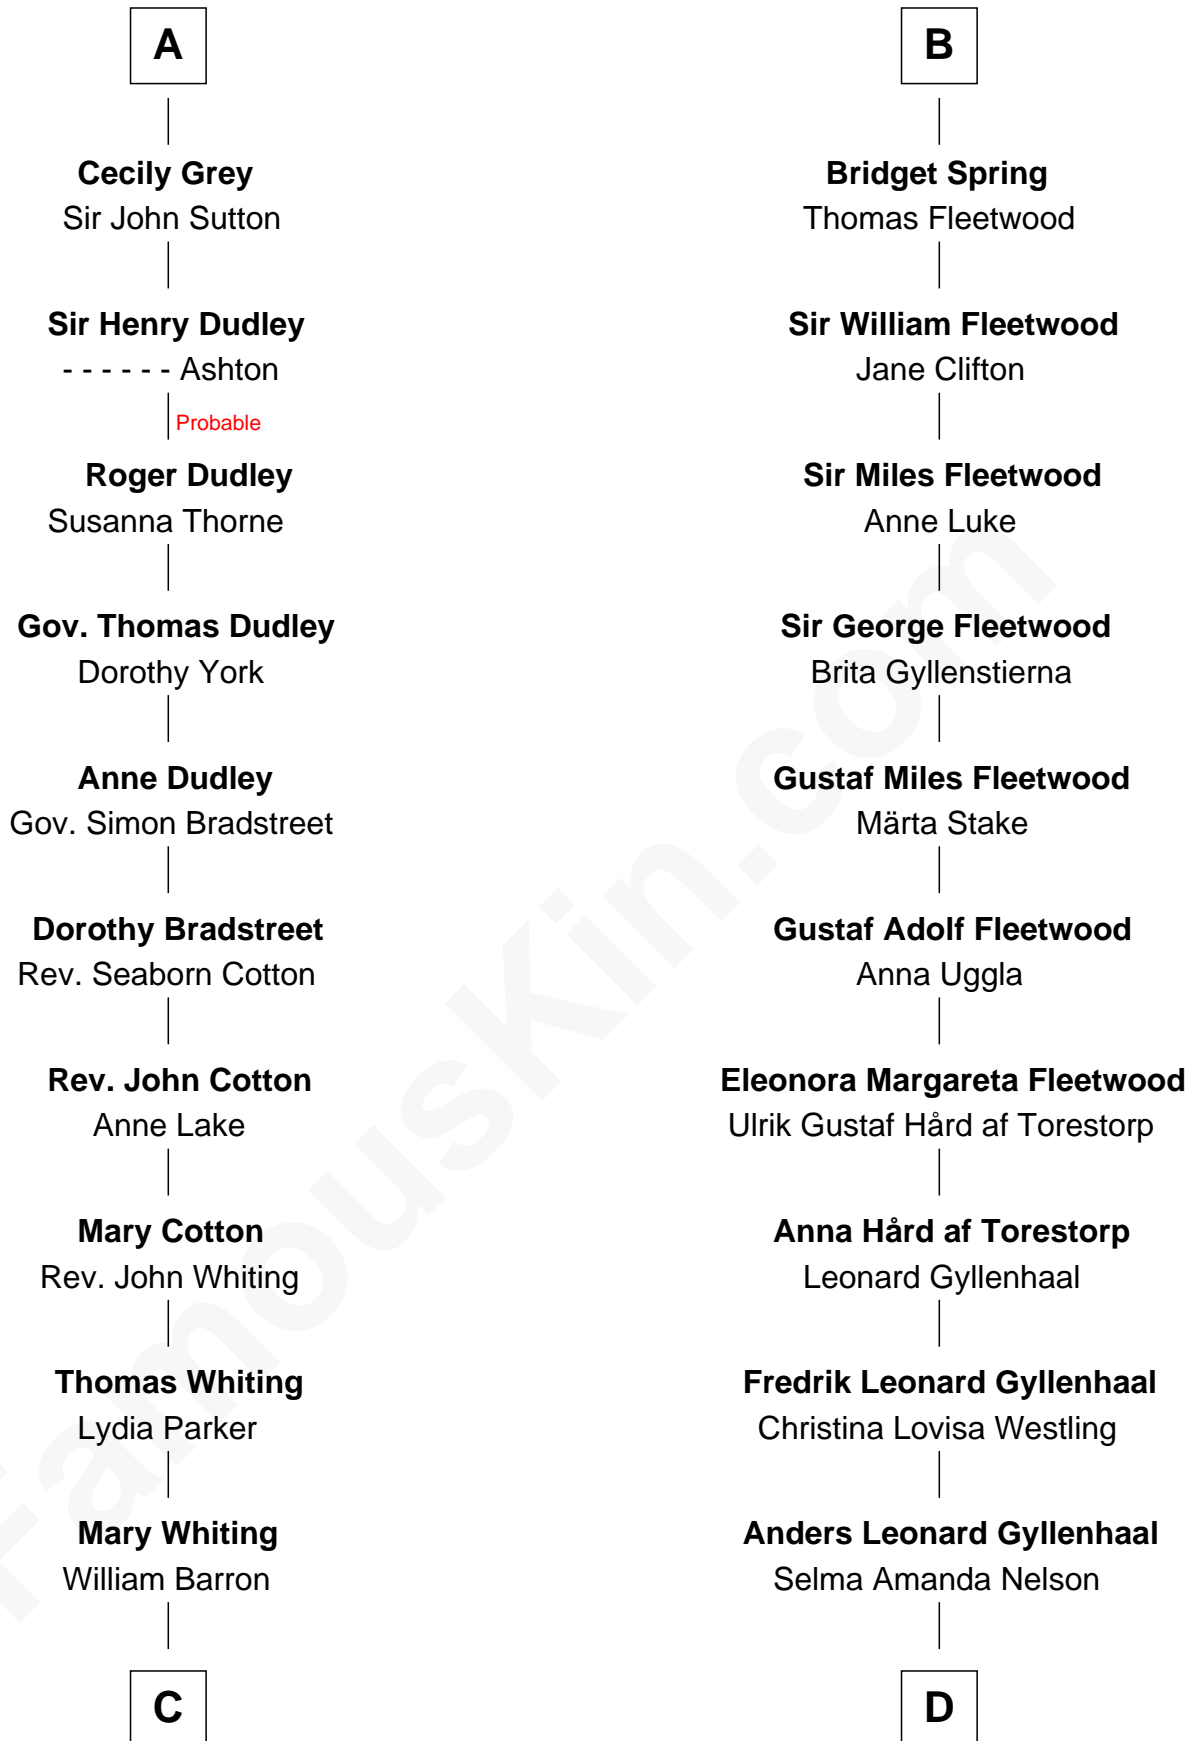 A
Cecily Grey
Sir John Sutton
Sir Henry Dudley
- - - - - - Ashton
Probable
Roger Dudley
Susanna Thorne
Gov. Thomas Dudley
Dorothy York
Anne Dudley
Gov. Simon Bradstreet
Dorothy Bradstreet
Rev. Seaborn Cotton
Rev. John Cotton
Anne Lake
Mary Cotton
Rev. John Whiting
Thomas Whiting
Lydia Parker
Mary Whiting
William Barron
C
B
Bridget Spring
Thomas Fleetwood
Sir William Fleetwood
Jane Clifton
Sir Miles Fleetwood
Anne Luke
Sir George Fleetwood
Brita Gyllenstierna
Gustaf Miles Fleetwood
Märta Stake
Gustaf Adolf Fleetwood
Anna Uggla
Eleonora Margareta Fleetwood
Ulrik Gustaf Hård af Torestorp
Anna Hård af Torestorp
Leonard Gyllenhaal
Fredrik Leonard Gyllenhaal
Christina Lovisa Westling
Anders Leonard Gyllenhaal
Selma Amanda Nelson
D
FamousKin.com